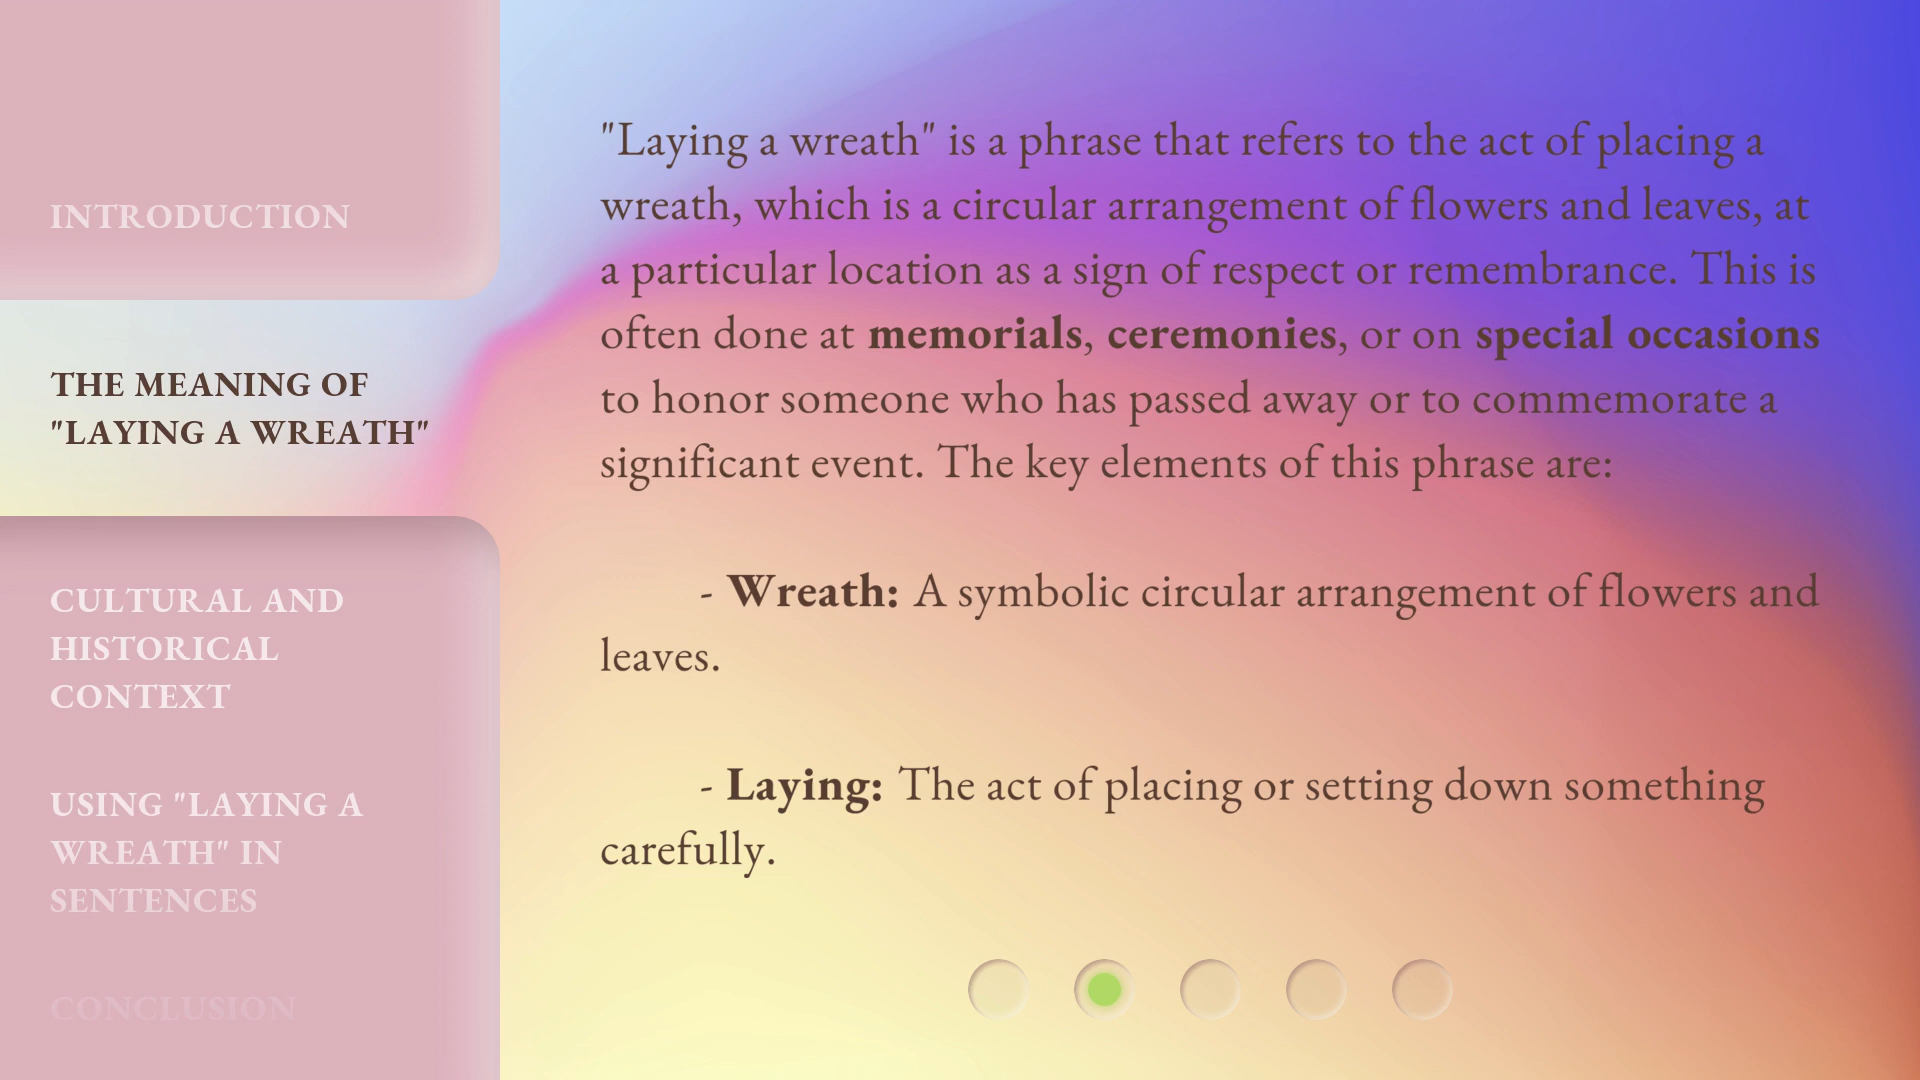 INTRODUCTION
THE MEANING OF
"LAYING A WREATH"
CULTURAL AND
HISTORICAL
CONTEXT
USING "LAYING A
WREATH" IN
SENTENCES
CONCLUSION
"Laying a wreath" is a phrase that refers to the act of placing a
wreath, which is a circular arrangement of flowers and leaves, at
a particular location as a sign of respect or remembrance. This is
often done at memorials, ceremonies, or on special occasions
to honor someone who has passed away or to commemorate a
significant event. The key elements of this phrase are:
- Wreath: A symbolic circular arrangement of flowers and
leaves.
- Laying: The act of placing or setting down something
carefully.